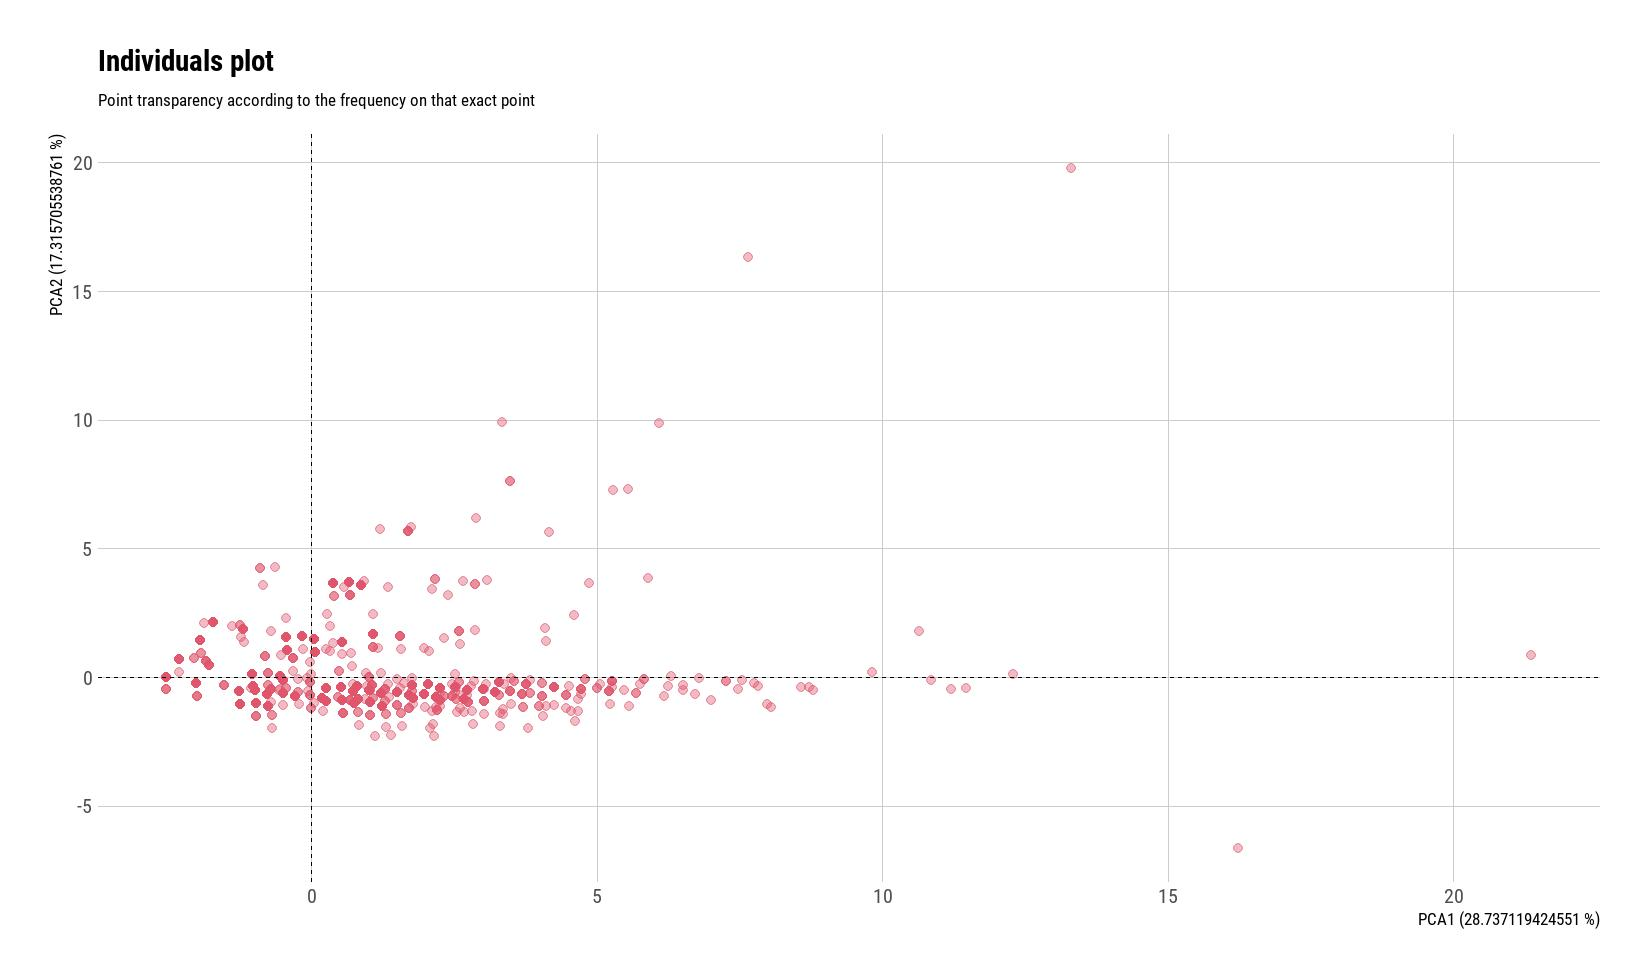 Individuals plot
Point transparency according to the frequency on that exact point
PCA2 (17.315705538761 %)
20
15
10
5
0
-5
0
5
10
15
20
PCA1 (28.737119424551 %)